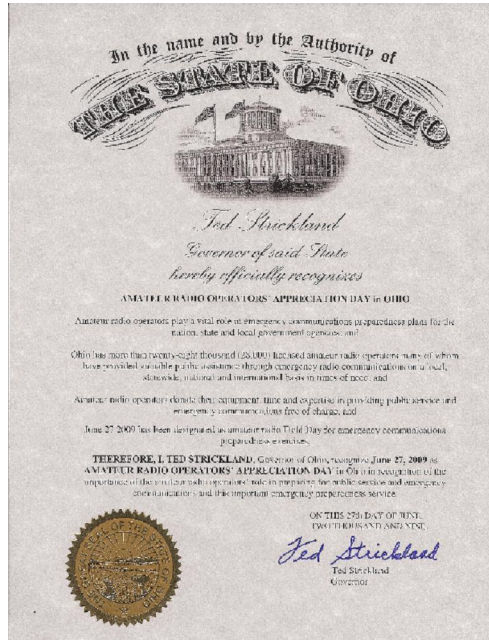 In the name and by the Authority of
THE STATE OF OHIO
Ted Strickland
Governor of said State
hereby officially recognizes
AMATEUR RADIO OPERATORS' APPRECIATION DAY in OHIO
Amateur radio operators play a vital role in emergency communications preparedness plans for the
nation, state and local government agencies; and
Ohio has more than twenty-eight thousand (28,000) licensed amateur radio operators many of whom
have provided valuable public assistance through emergency radio communications on a local,
statewide, national and international basis in times of need; and
Amateur radio operators donate their equipment, time and expertise in providing public service and
emergency communications free of charge; and
June 27 2009 has been designated as amateur radio Field Day for emergency communications
preparedness exercises;
THEREFORE, I, TED STRICKLAND, Governor of Ohio, recognize June 27, 2009 as
AMATEUR RADIO OPERATORS' APPRECIATION DAY in Ohio in recognition of the
importance of the amateur radio operators' role in preparing for public service and emergency
communications and this important emergency preparedness service.
ON THIS 27th DAY OF JUNE,
TWO THOUSAND AND NINE
Ted Strickland
Ted Strickland
Governor
SEAL OF THE STATE OF OHIO